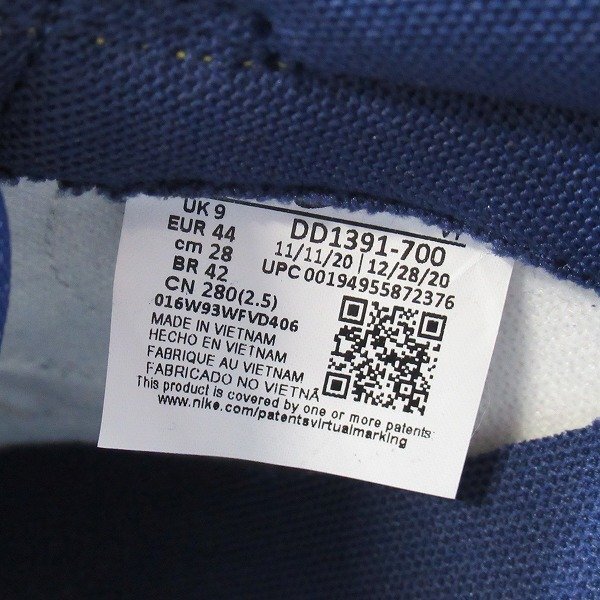 UK 9
EUR 44
cm 28
BR 42
CN 280(2.5)
016W93WFVD406
VT
DD1391-700
11/11/20 | 12/28/20
UPC 00194955872376
MADE IN VIETNAM
HECHO EN VIETNAM
FABRIQUE AU VIETNAM
FABRICADO NO VIETNÃ
This product is covered by one or more patents
www.nike.com/patentsvirtualmarking